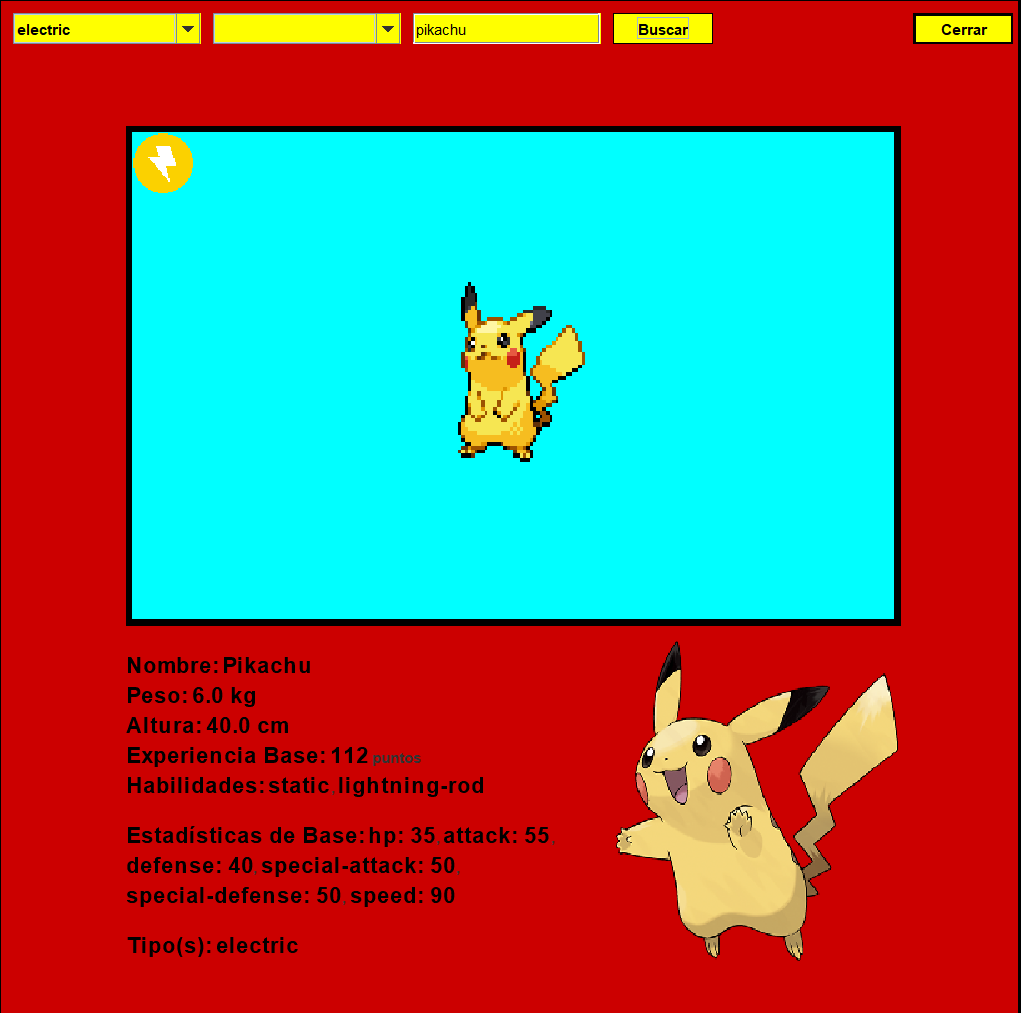 electric pikachu Buscar Cerrar
Nombre: Pikachu
Peso: 6.0 kg
Altura: 40.0 cm
Experiencia Base: 112 puntos
Habilidades: static, lightning-rod
Estadísticas de Base: hp: 35, attack: 55,
defense: 40, special-attack: 50,
special-defense: 50, speed: 90
Tipo(s): electric